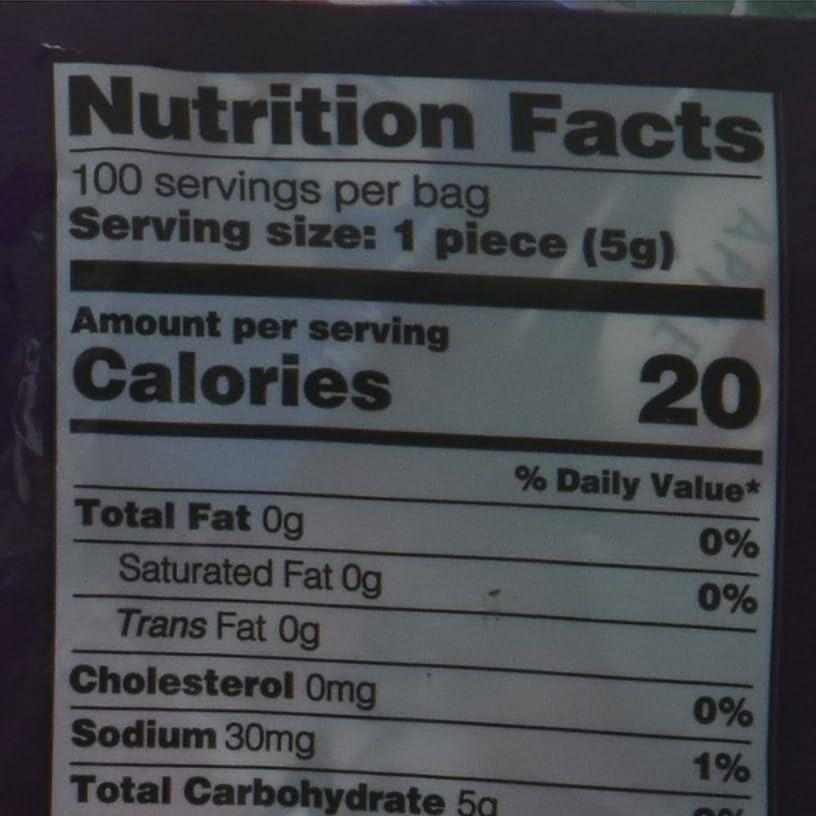 Nutrition Facts
100 servings per bag
Serving size: 1 piece (5g)
Amount per serving
Calories 20
% Daily Value*
Total Fat 0g 0%
Saturated Fat 0g 0%
Trans Fat 0g
Cholesterol 0mg 0%
Sodium 30mg 1%
Total Carbohydrate 5g